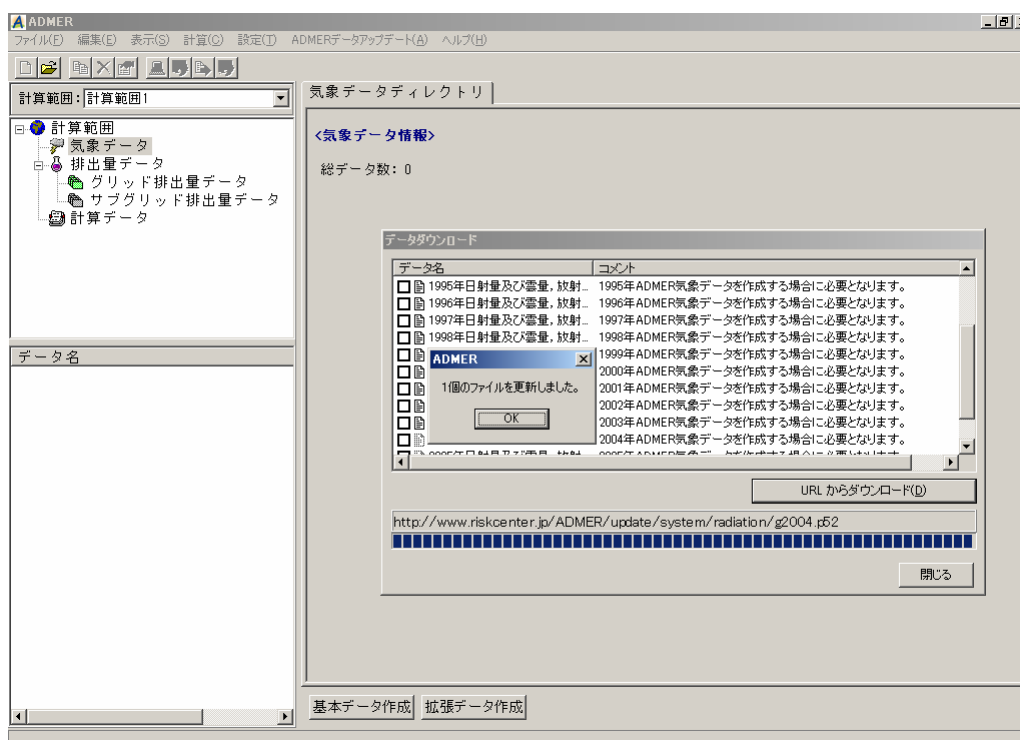 ADMER
ファイル(F) 編集(E) 表示(S) 計算(C) 設定(T) ADMERデータアップデート(A) ヘルプ(H)
計算範囲: 計算範囲1
計算範囲
気象データ
排出量データ
グリッド排出量データ
サブグリッド排出量データ
計算データ
データ名
気象データディレクトリ
<気象データ情報>
総データ数: 0
データダウンロード
データ名 コメント
1995年日射量及び雲量, 放射... 1995年ADMER気象データを作成する場合に必要となります。
1996年日射量及び雲量, 放射... 1996年ADMER気象データを作成する場合に必要となります。
1997年日射量及び雲量, 放射... 1997年ADMER気象データを作成する場合に必要となります。
1998年日射量及び雲量, 放射... 1998年ADMER気象データを作成する場合に必要となります。
1999年ADMER気象データを作成する場合に必要となります。
2000年ADMER気象データを作成する場合に必要となります。
2001年ADMER気象データを作成する場合に必要となります。
2002年ADMER気象データを作成する場合に必要となります。
2003年ADMER気象データを作成する場合に必要となります。
2004年ADMER気象データを作成する場合に必要となります。
ADMER
1個のファイルを更新しました。
OK
URL からダウンロード(D)
http://www.riskcenter.jp/ADMER/update/system/radiation/g2004.p52
閉じる
基本データ作成 拡張データ作成